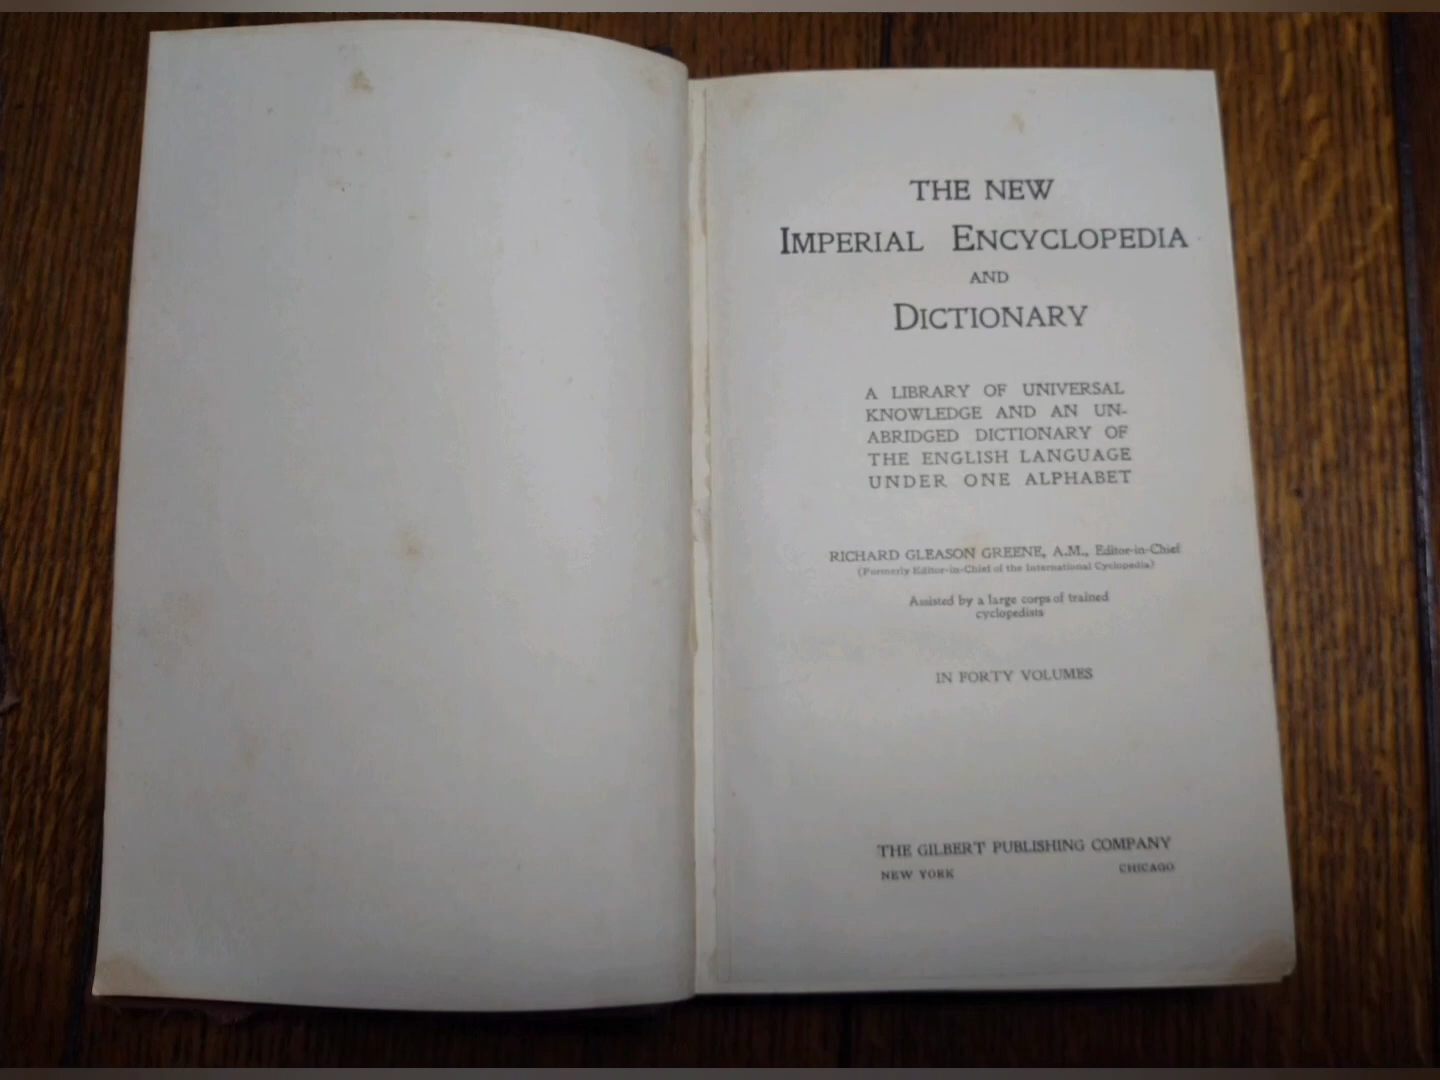 THE NEW
IMPERIAL ENCYCLOPEDIA
AND
DICTIONARY
A LIBRARY OF UNIVERSAL
KNOWLEDGE AND AN UN-
ABRIDGED DICTIONARY OF
THE ENGLISH LANGUAGE
UNDER ONE ALPHABET
RICHARD GLEASON GREENE, A.M., Editor-in-Chief
(Formerly Editor-in-Chief of the International Cyclopedia)
Assisted by a large corps of trained
cyclopedists
IN FORTY VOLUMES
THE GILBERT PUBLISHING COMPANY
NEW YORK CHICAGO